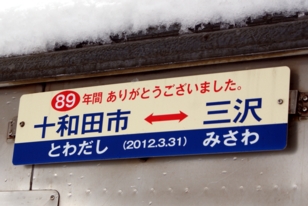 89年間 ありがとうございました。
十和田市 ↔ 三沢
とわだし (2012.3.31) みさわ